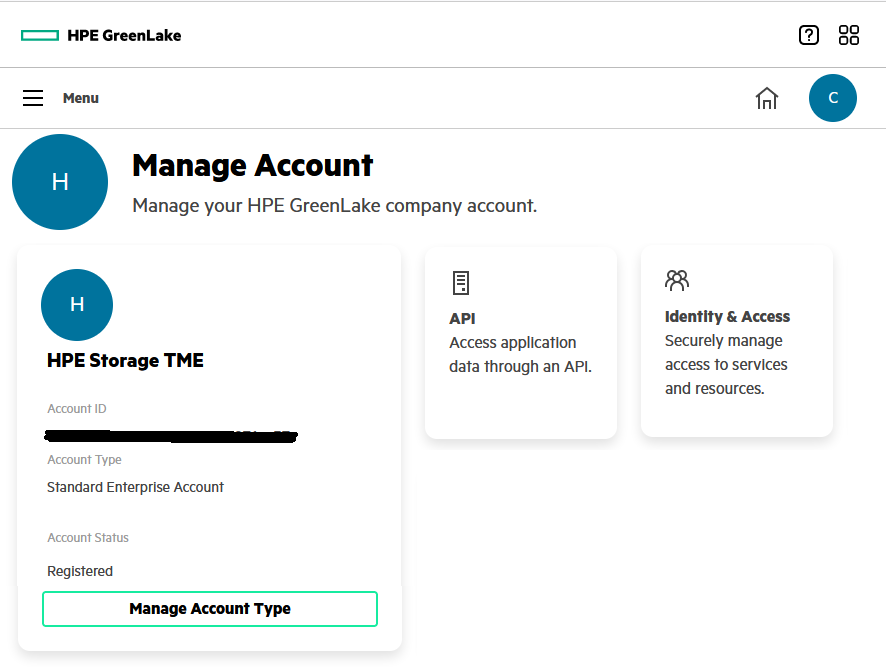 HPE GreenLake
?
Menu
C
H
Manage Account
Manage your HPE GreenLake company account.
H
HPE Storage TME
Account ID
Account Type
Standard Enterprise Account
Account Status
Registered
Manage Account Type
API
Access application
data through an API.
Identity & Access
Securely manage
access to services
and resources.